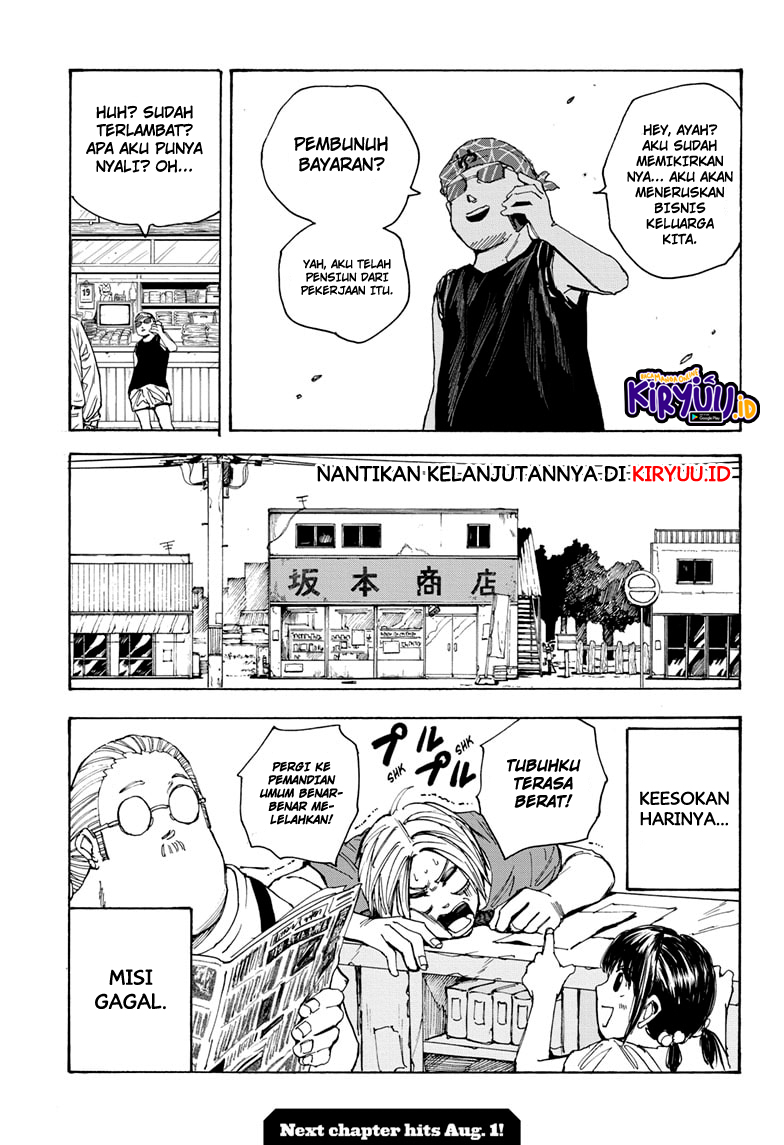 HEY, AYAH?
AKU SUDAH
MEMIKIRKAN
NYA... AKU AKAN
MENERUSKAN
BISNIS
KELUARGA
KITA.
PEMBUNUH
BAYARAN?
YAH, AKU TELAH
PENSIUN DARI
PEKERJAAN ITU.
HUH? SUDAH
TERLAMBAT?
APA AKU PUNYA
NYALI? OH...
19
KIRYUU.ID
NANTIKAN KELANJUTANNYA DI KIRYUU.ID
坂本商店
KEESOKAN
HARINYA...
TUBUHKU
TERASA
BERAT!
プルプル
SHK
SHK
PERGI KE
PEMANDIAN
UMUM BENAR-
BENAR ME-
LELAHKAN!
MISI
GAGAL.
Next chapter hits Aug. 1!